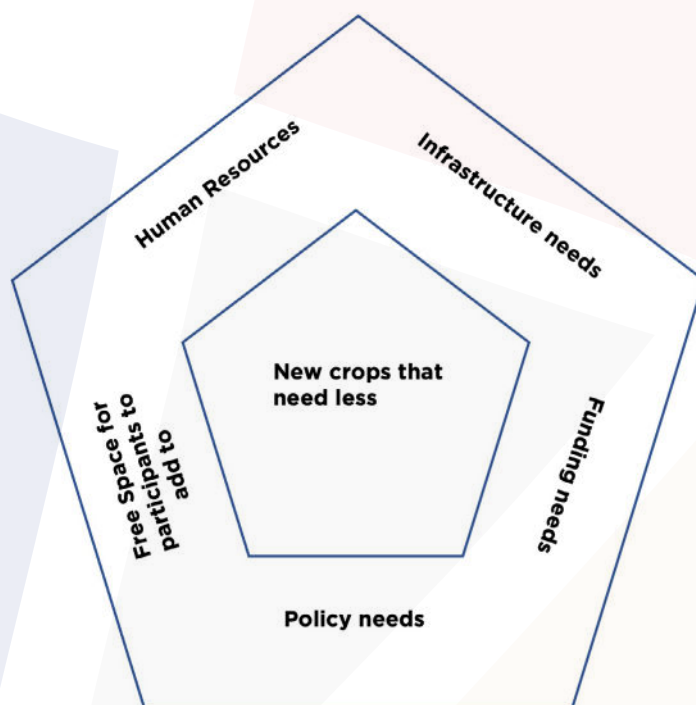 Human Resources
Infrastructure needs
New crops that
need less
Free Space for
participants to
add to
Funding needs
Policy needs